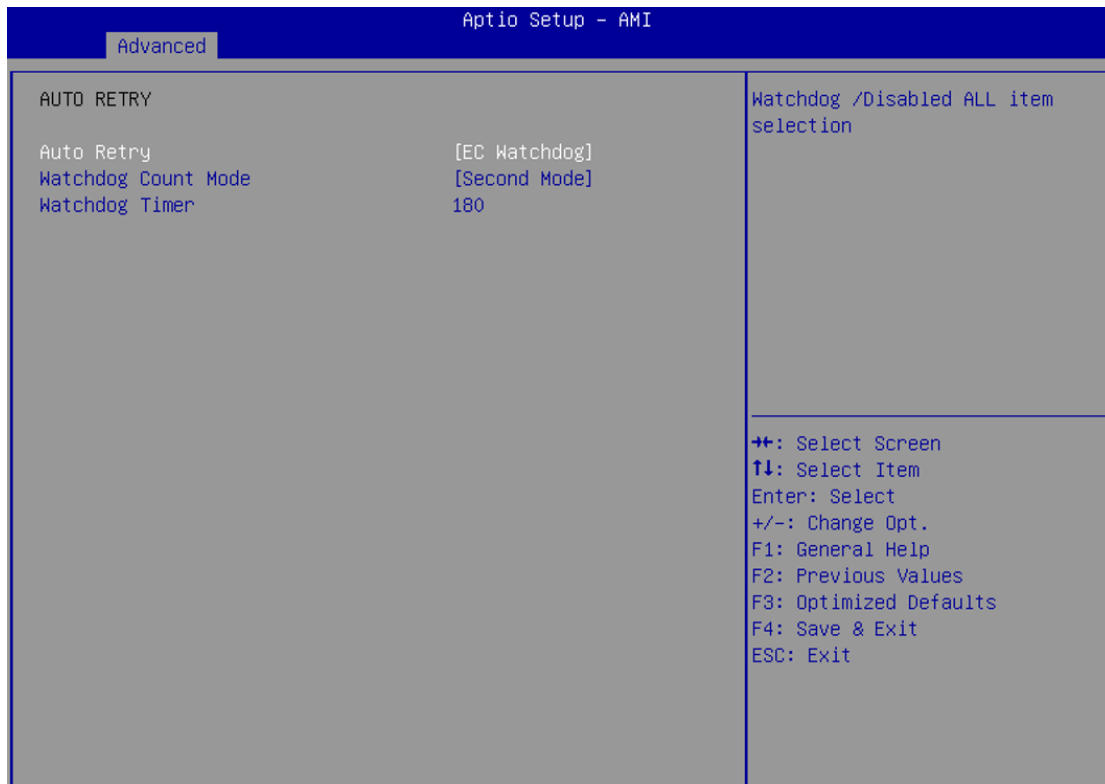 Aptio Setup – AMI
Advanced
AUTO RETRY
Auto Retry [EC Watchdog]
Watchdog Count Mode [Second Mode]
Watchdog Timer 180
Watchdog /Disabled ALL item
selection
→←: Select Screen
↑↓: Select Item
Enter: Select
+/-: Change Opt.
F1: General Help
F2: Previous Values
F3: Optimized Defaults
F4: Save & Exit
ESC: Exit